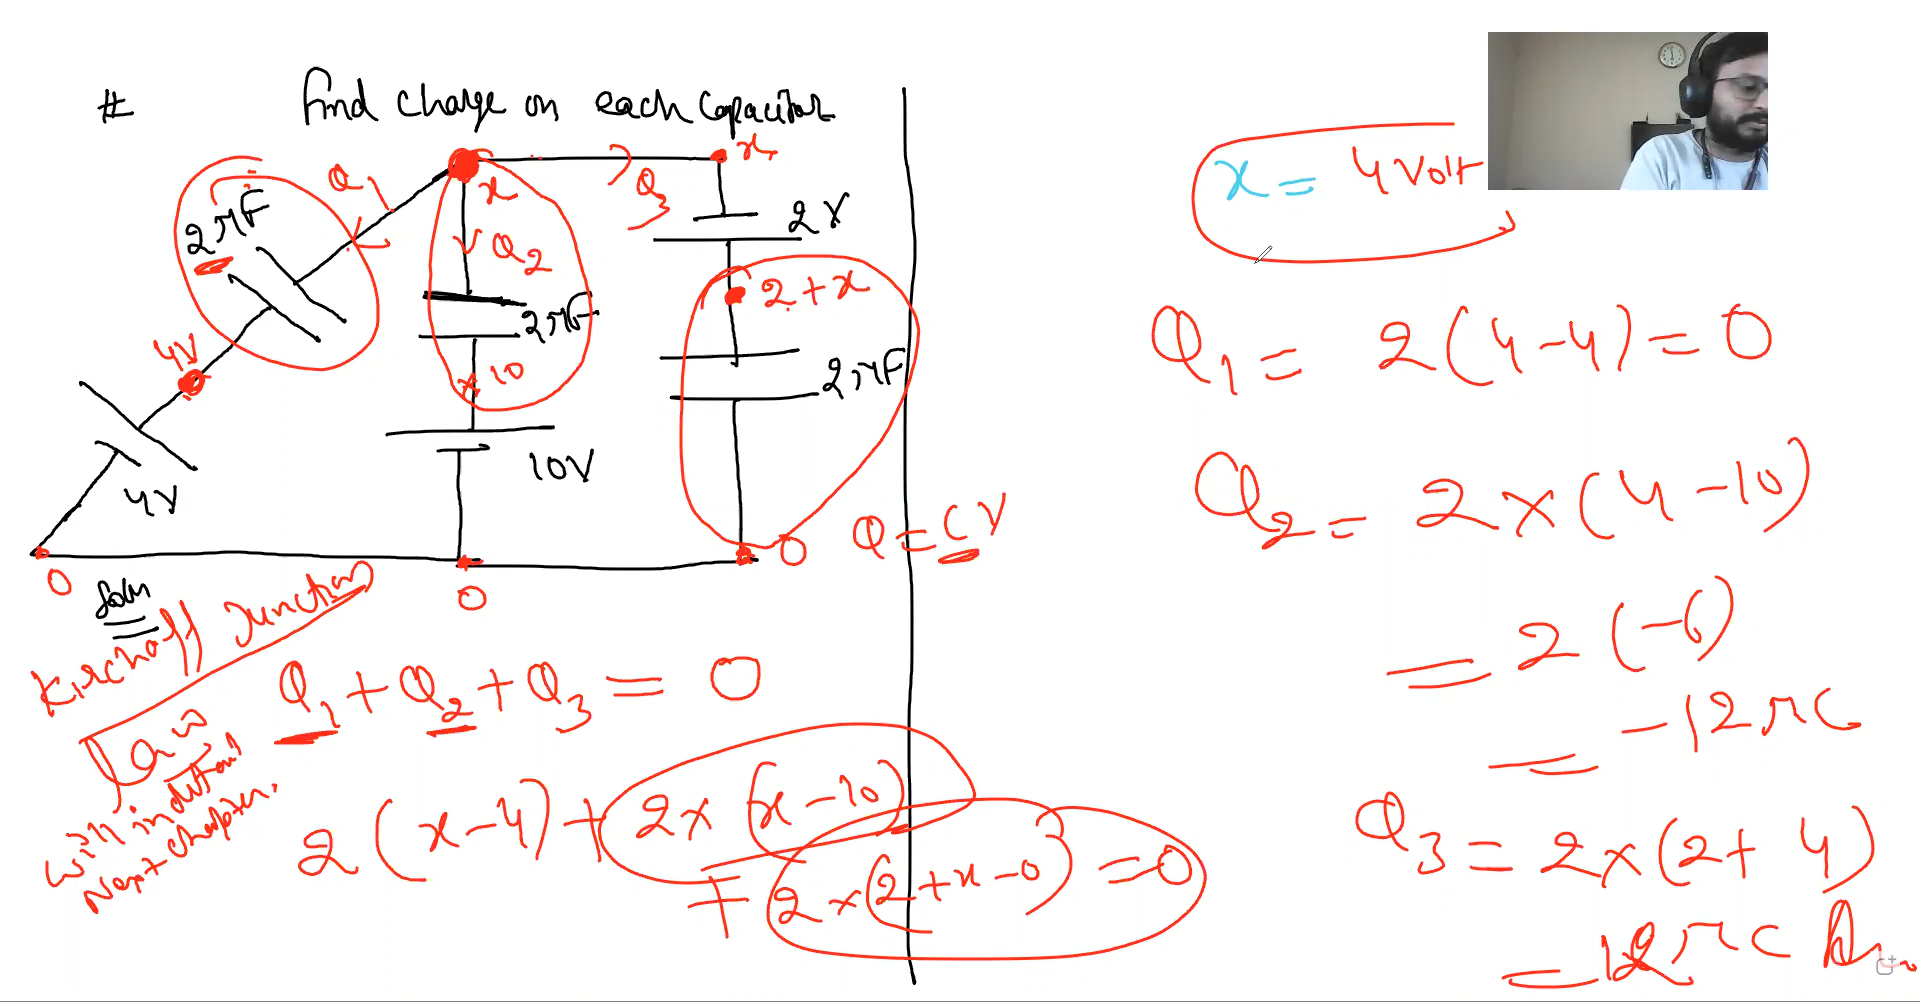 # Find charge on each capacitor
x
x
Q1
Q3
2μF
2V
Q2
2+x
2μF
4V
10
2μF
4V
10V
Q = CV
0
0
0
Soln
Kirchoff Junction
law
will in
Next chapter.
Q1 + Q2 + Q3 = 0
2(x-4) + 2×(x-10)
+ 2×(2+x-0) = 0
x = 4 Volt
Q1 = 2(4-4) = 0
Q2 = 2×(4-10)
= 2(-6)
= -12μC
Q3 = 2×(2+4)
= 12μC